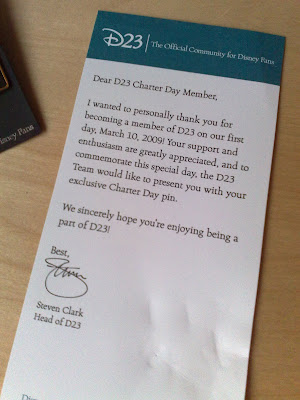 D23 | The Official Community for Disney Fans
Dear D23 Charter Day Member,
I wanted to personally thank you for
becoming a member of D23 on our first
day, March 10, 2009! Your support and
enthusiasm are greatly appreciated, and to
commemorate this special day, the D23
Team would like to present you with your
exclusive Charter Day pin.
We sincerely hope you're enjoying being a
part of D23!
Best,
Steven Clark
Head of D23
Fans